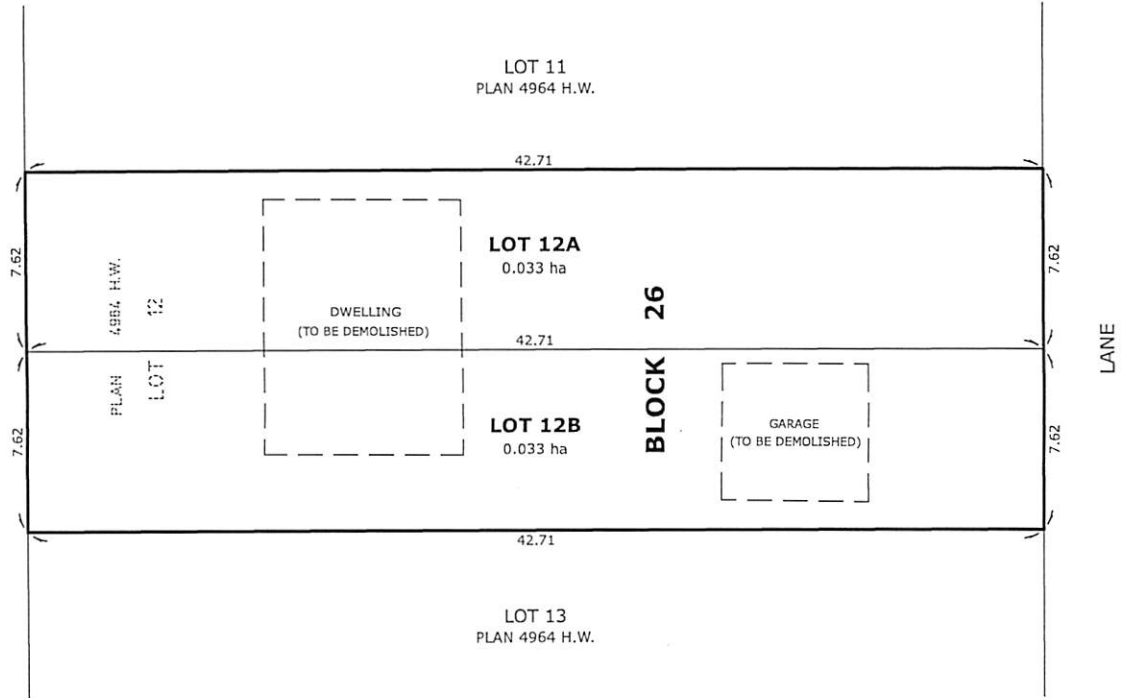 LOT 11
PLAN 4964 H.W.
42.71
7.62
LOT 12A
0.033 ha
7.62
PLAN 4964 H.W.
LOT 12
DWELLING
(TO BE DEMOLISHED)
42.71
BLOCK 26
LANE
7.62
LOT 12B
0.033 ha
GARAGE
(TO BE DEMOLISHED)
7.62
42.71
LOT 13
PLAN 4964 H.W.